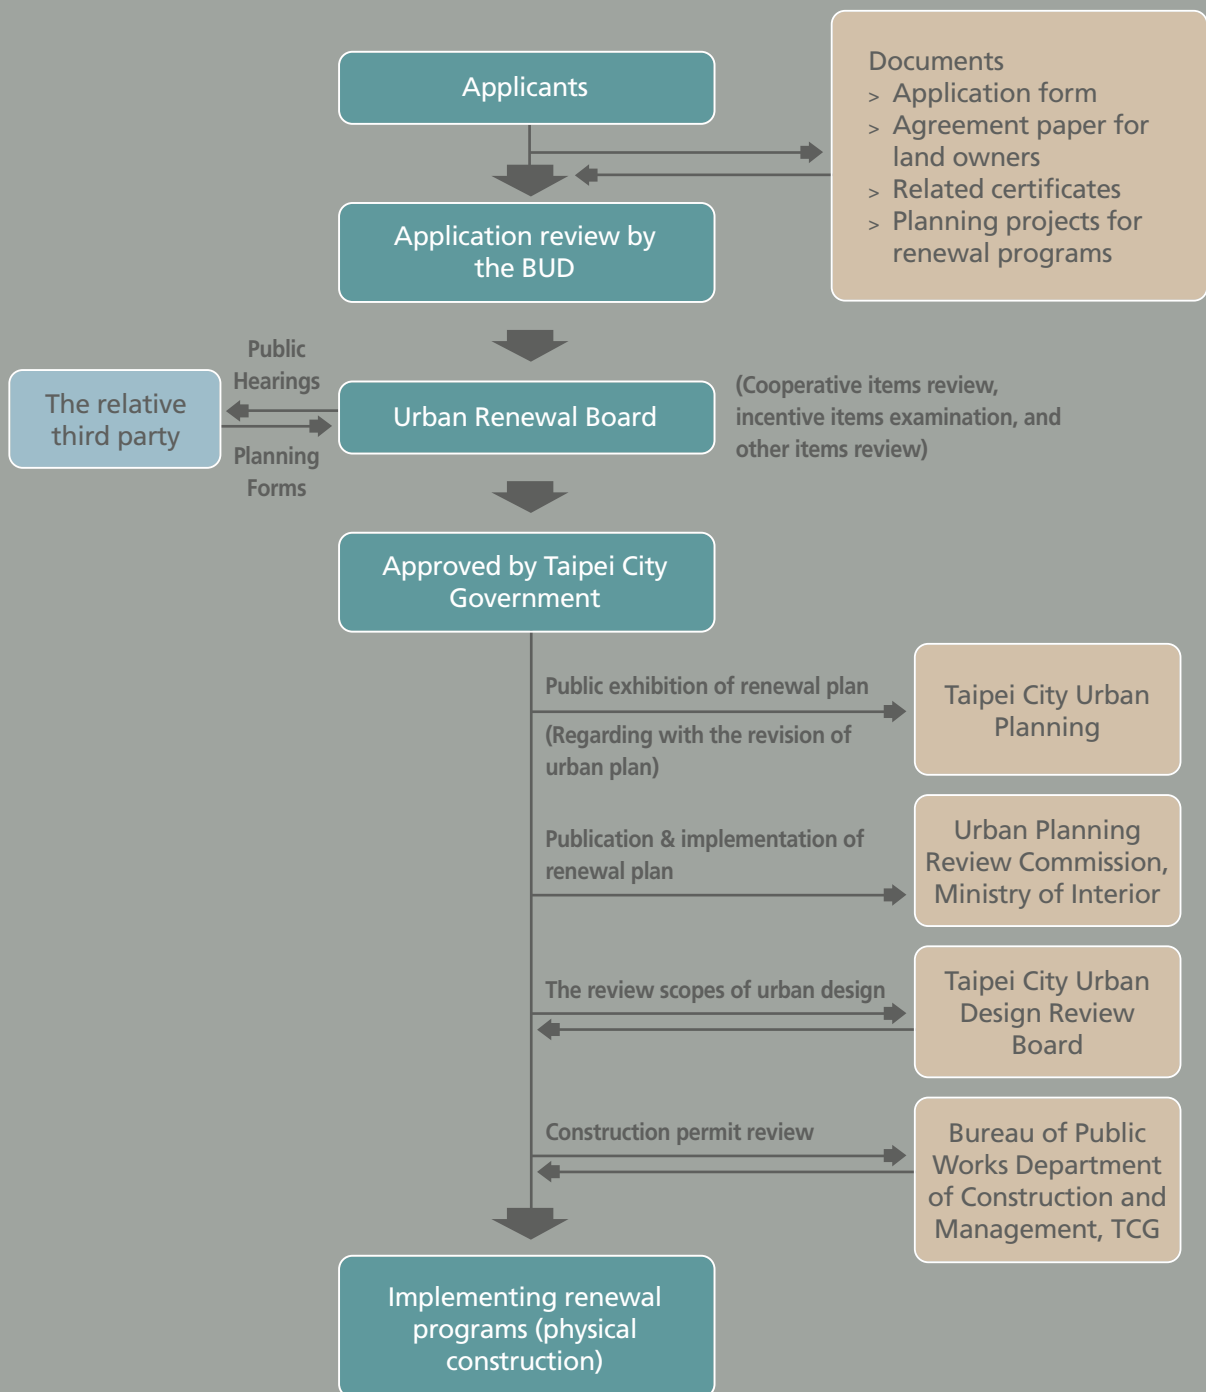 Applicants
Documents
> Application form
> Agreement paper for
land owners
> Related certificates
> Planning projects for
renewal programs
Application review by
the BUD
Public
Hearings
The relative
third party
Planning
Forms
Urban Renewal Board
(Cooperative items review,
incentive items examination, and
other items review)
Approved by Taipei City
Government
Public exhibition of renewal plan
(Regarding with the revision of
urban plan)
Taipei City Urban
Planning
Publication & implementation of
renewal plan
Urban Planning
Review Commission,
Ministry of Interior
The review scopes of urban design
Taipei City Urban
Design Review
Board
Construction permit review
Bureau of Public
Works Department
of Construction and
Management, TCG
Implementing renewal
programs (physical
construction)